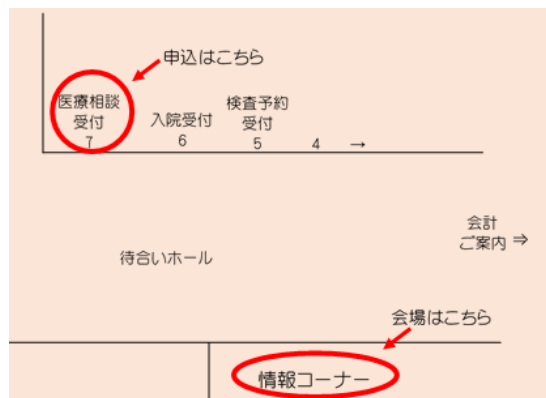 申込はこちら
医療相談
受付
7
入院受付
6
検査予約
受付
5
4
→
会計
ご案内 ⇒
待合いホール
会場はこちら
情報コーナー